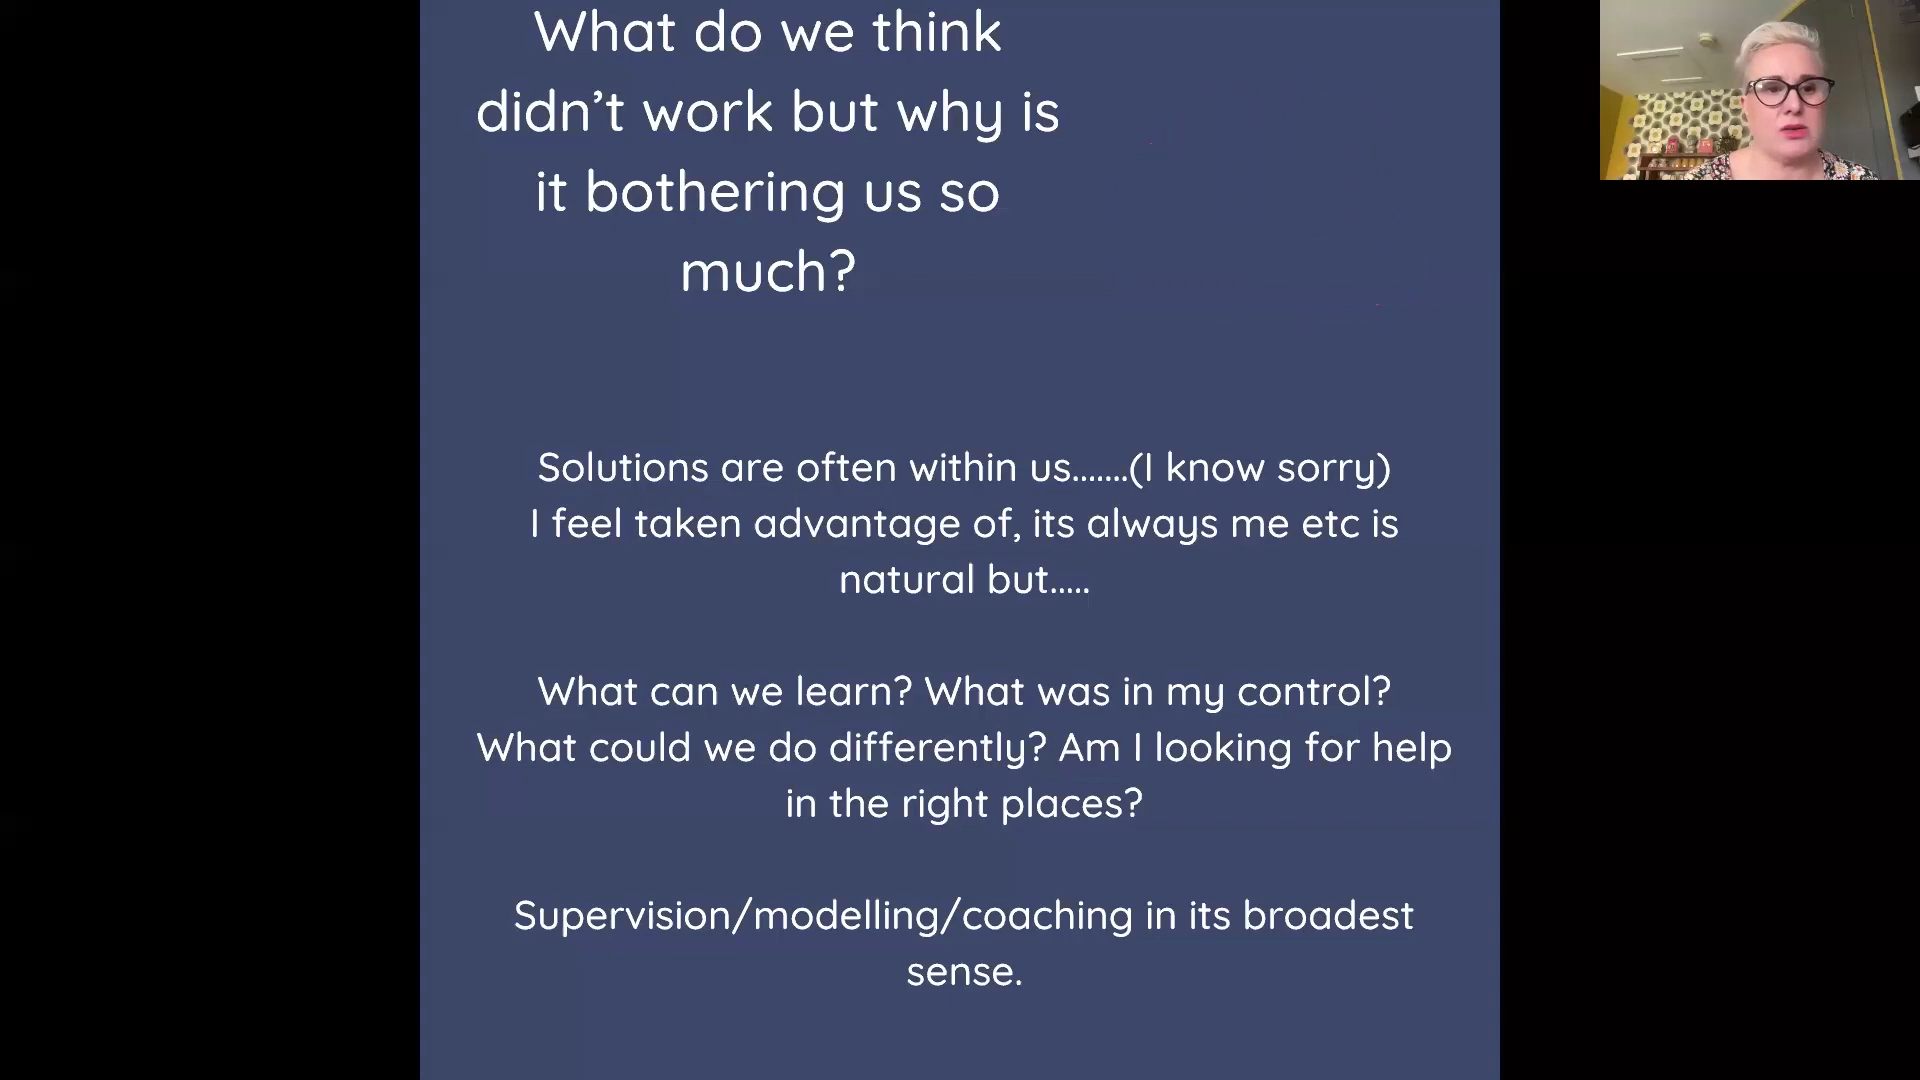 What do we think
didn’t work but why is
it bothering us so
much?
Solutions are often within us.......(I know sorry)
I feel taken advantage of, its always me etc is
natural but.....
What can we learn? What was in my control?
What could we do differently? Am I looking for help
in the right places?
Supervision/modelling/coaching in its broadest
sense.